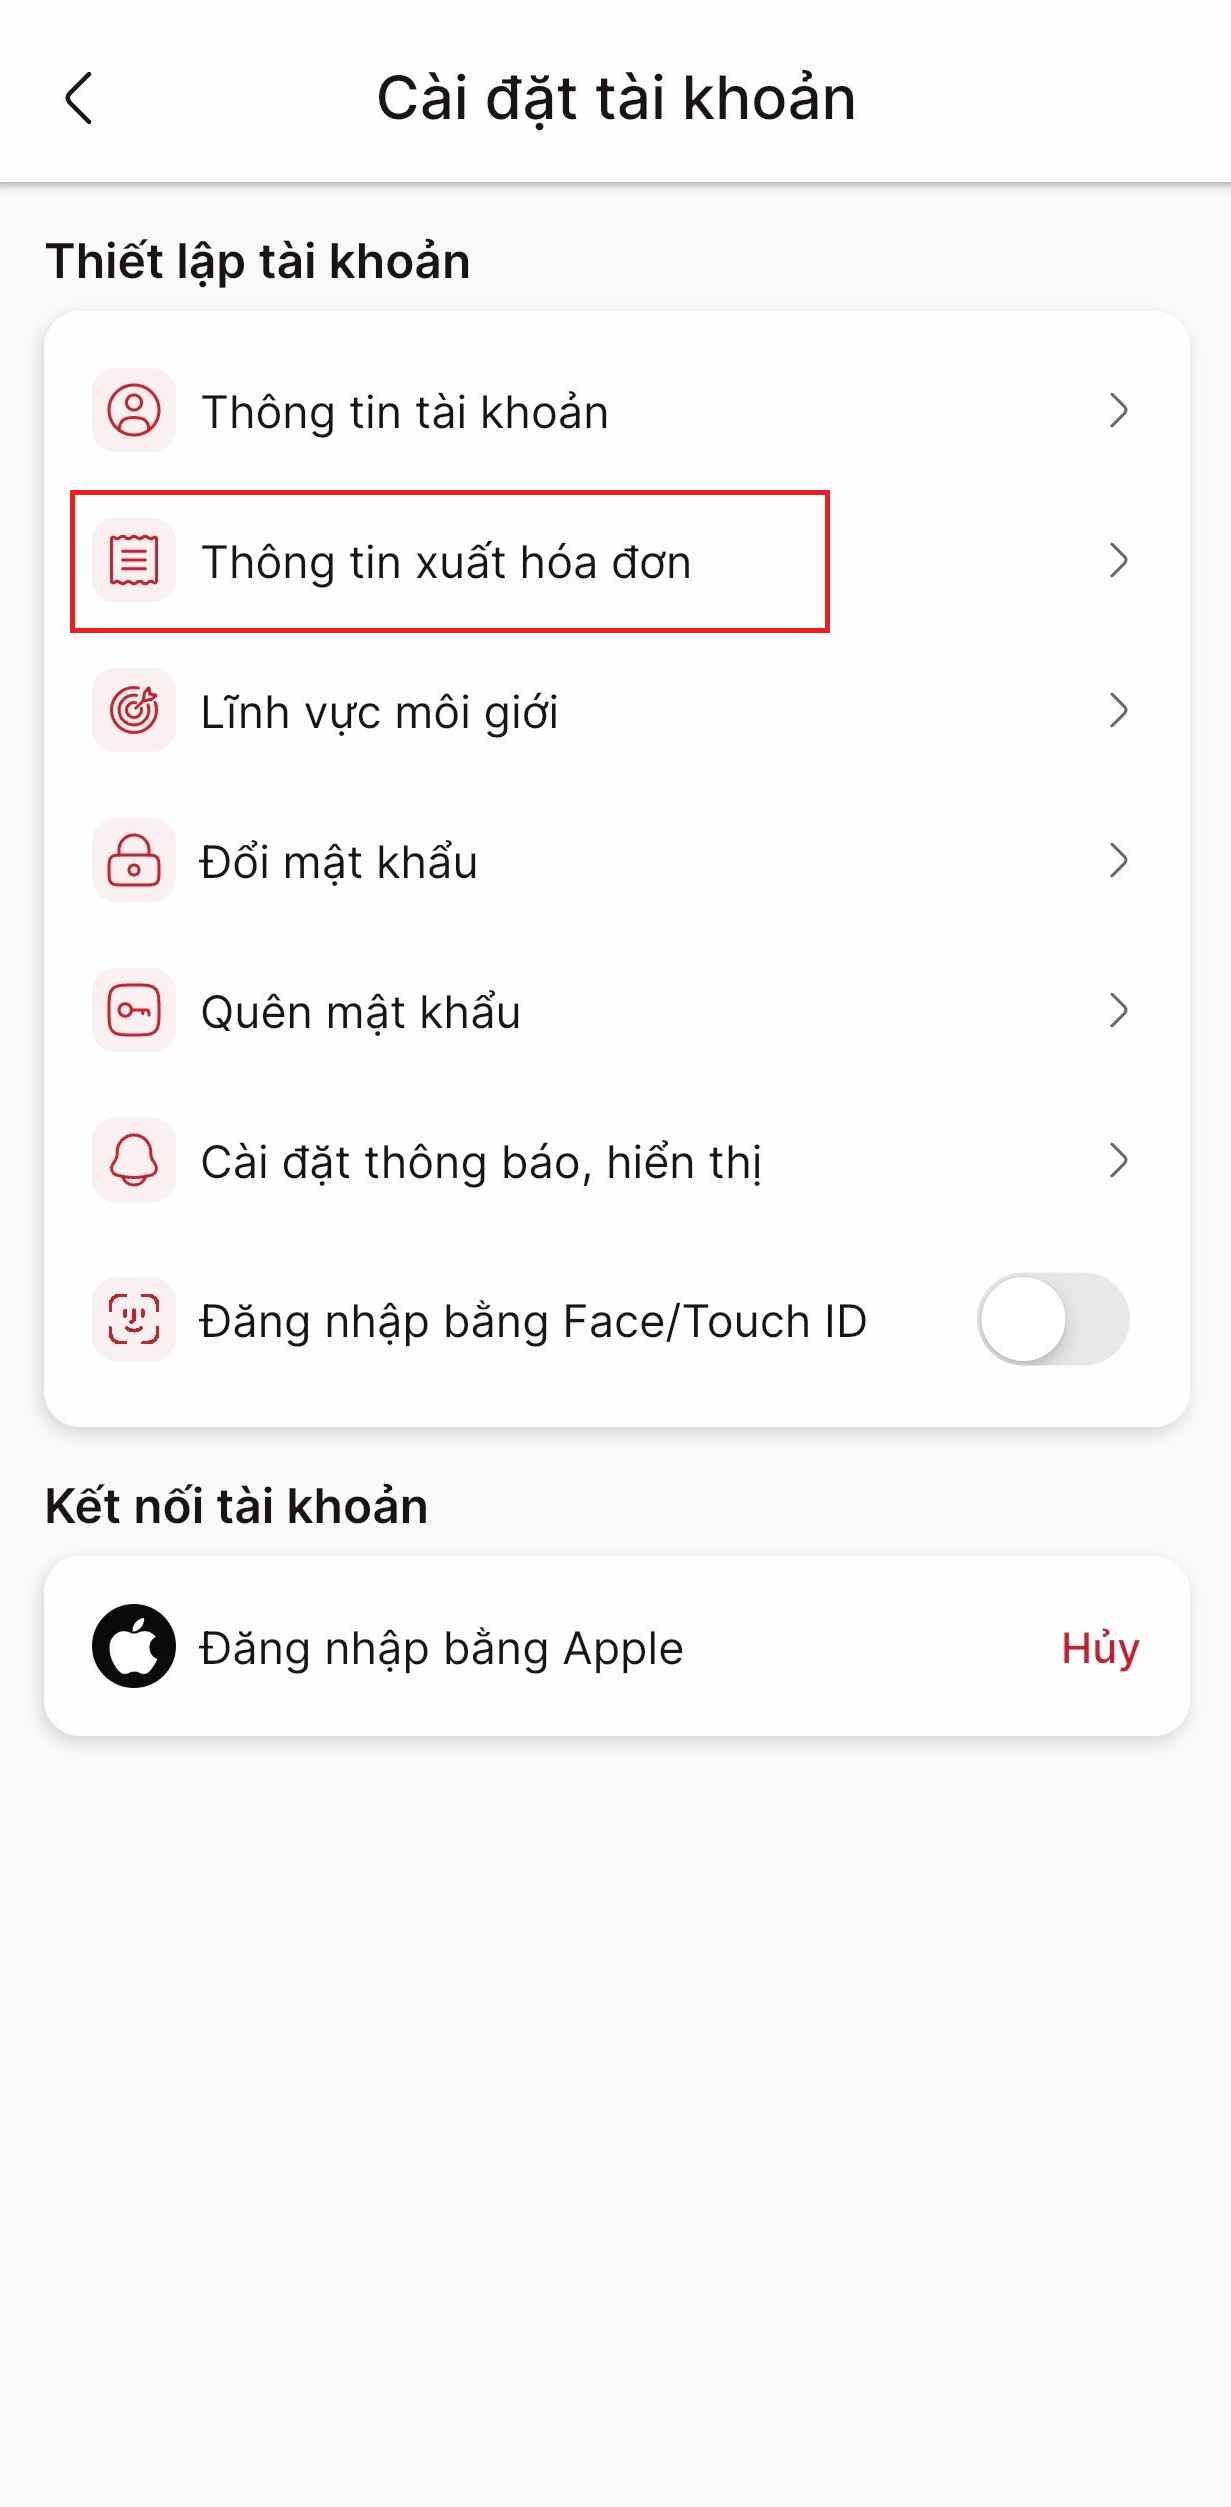 Cài đặt tài khoản
Thiết lập tài khoản
Thông tin tài khoản
Thông tin xuất hóa đơn
Lĩnh vực môi giới
Đổi mật khẩu
Quên mật khẩu
Cài đặt thông báo, hiển thị
Đăng nhập bằng Face/Touch ID
Kết nối tài khoản
Đăng nhập bằng Apple Hủy